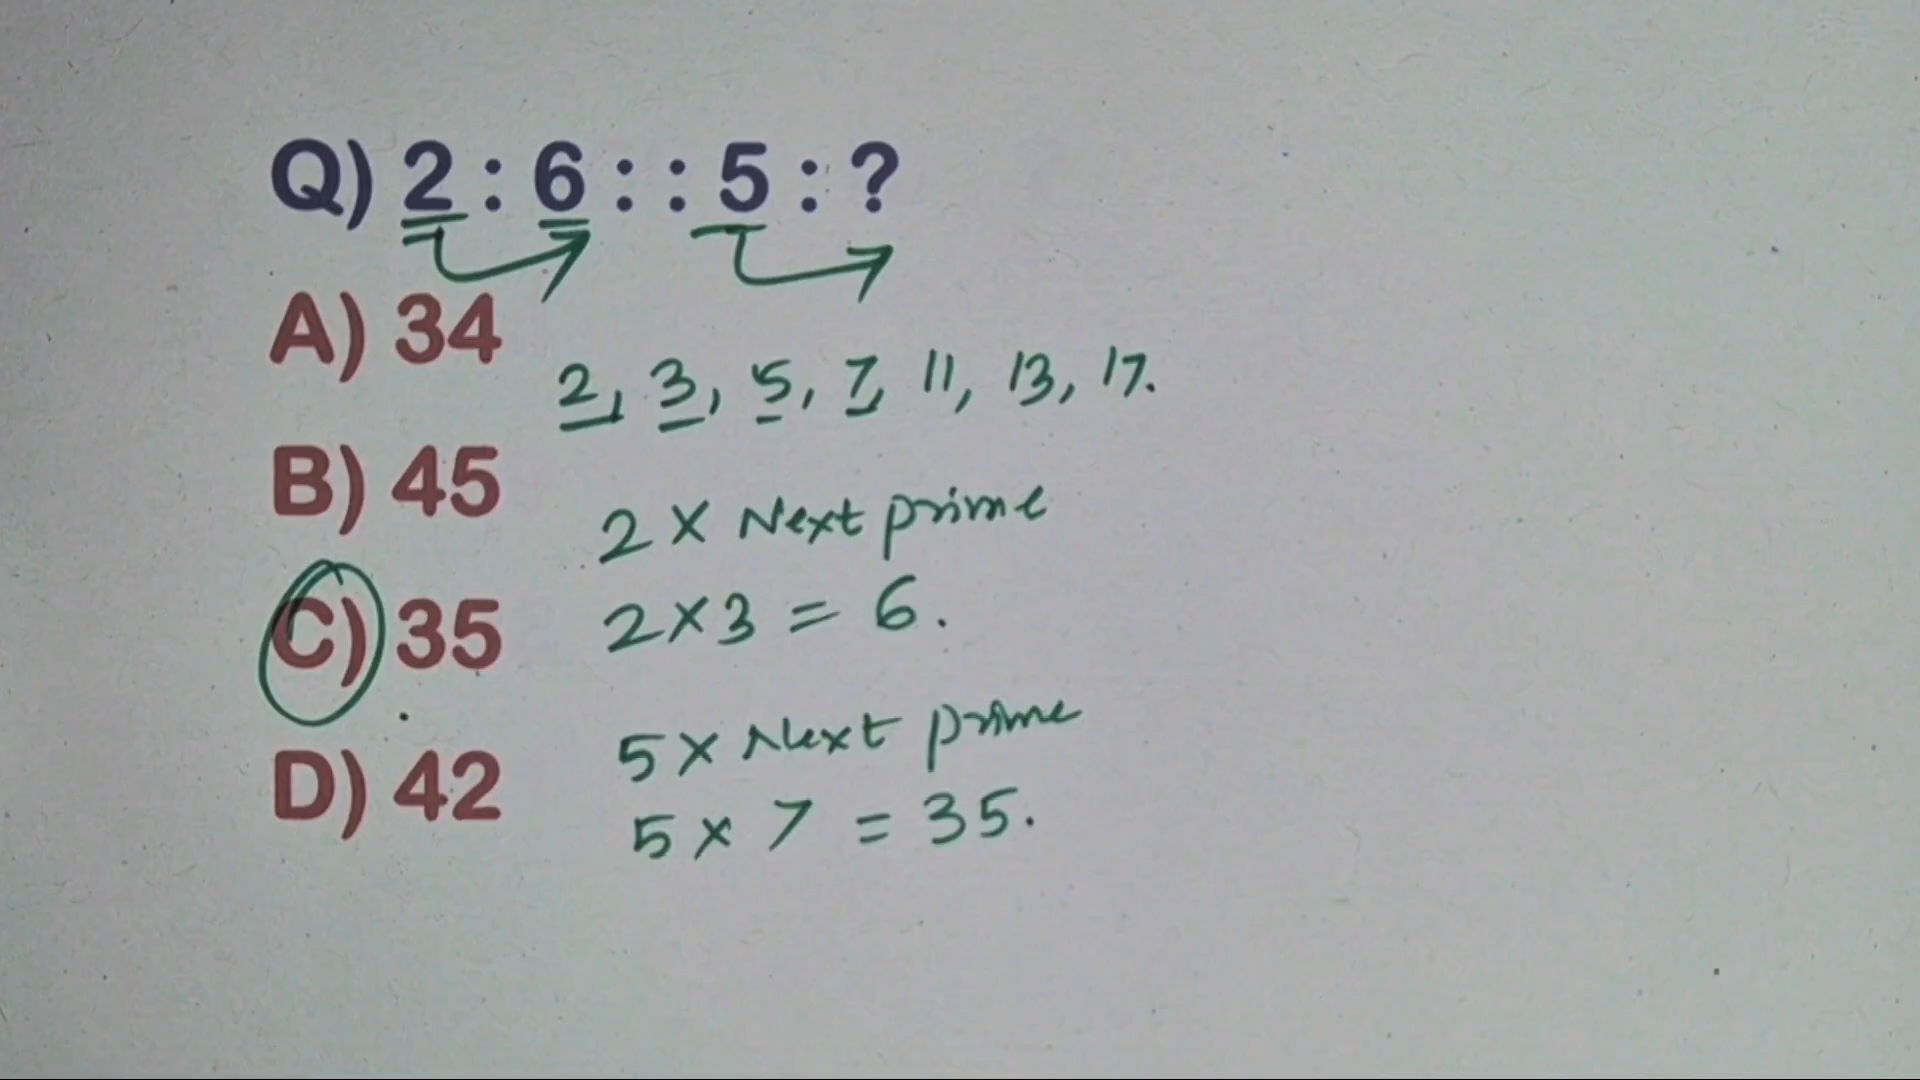 Q) 2 : 6 : : 5 : ?
A) 34
2, 3, 5, 7, 11, 13, 17.
B) 45
2 × Next prime
C) 35
2 × 3 = 6.
D) 42
5 × Next prime
5 × 7 = 35.